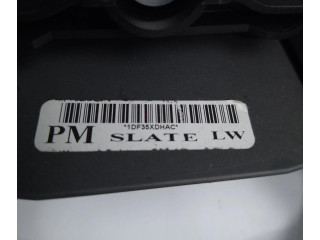 *1DF35XDHAC*
PM SLATE LW